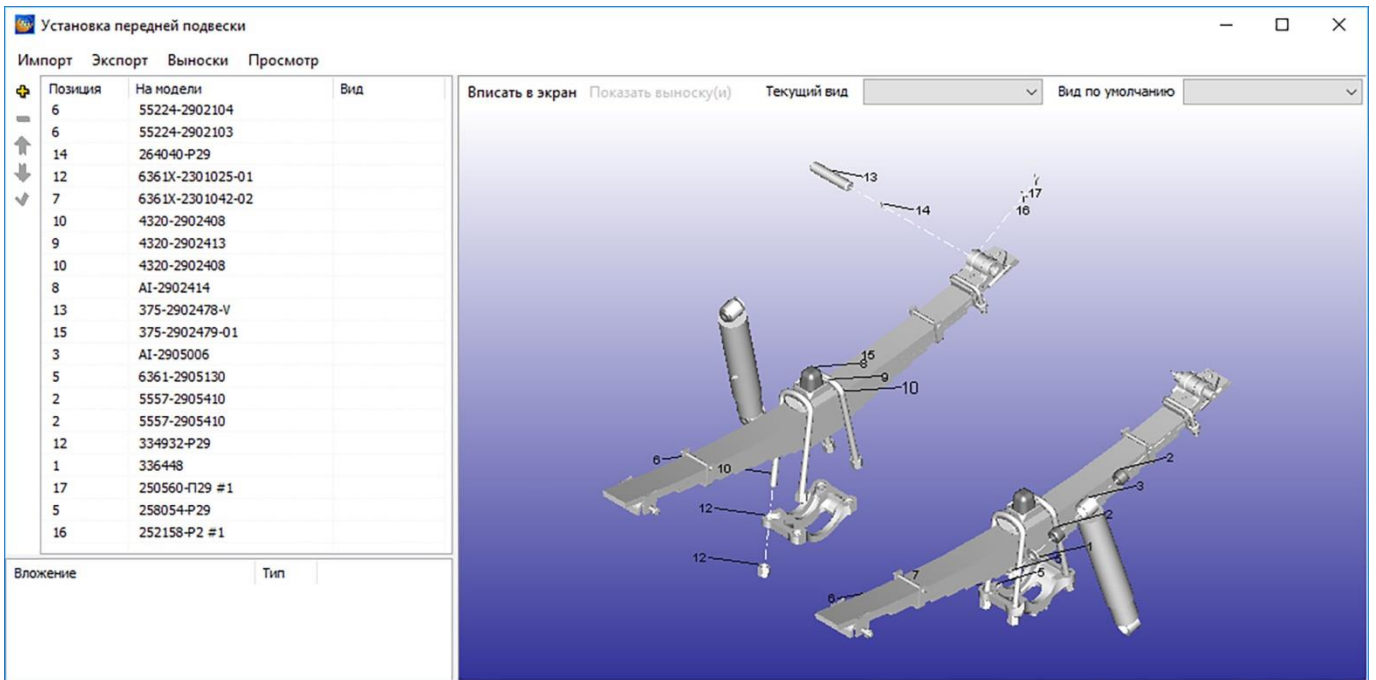 Установка передней подвески
Импорт Экспорт Выноски Просмотр
Позиция На модели Вид
6 55224-2902104
6 55224-2902103
14 264040-P29
12 6361X-2301025-01
7 6361X-2301042-02
10 4320-2902408
9 4320-2902413
10 4320-2902408
8 AI-2902414
13 375-2902478-V
15 375-2902479-01
3 AI-2905006
5 6361-2905130
2 5557-2905410
2 5557-2905410
12 334932-P29
1 336448
17 250560-П29 #1
5 258054-P29
16 252158-P2 #1
Вложение Тип
Вписать в экран Показать выноску(и) Текущий вид Вид по умолчанию
13
17
14
16
15
8
9
10
6
10
2
3
12
2
1
12
7
5
5
6